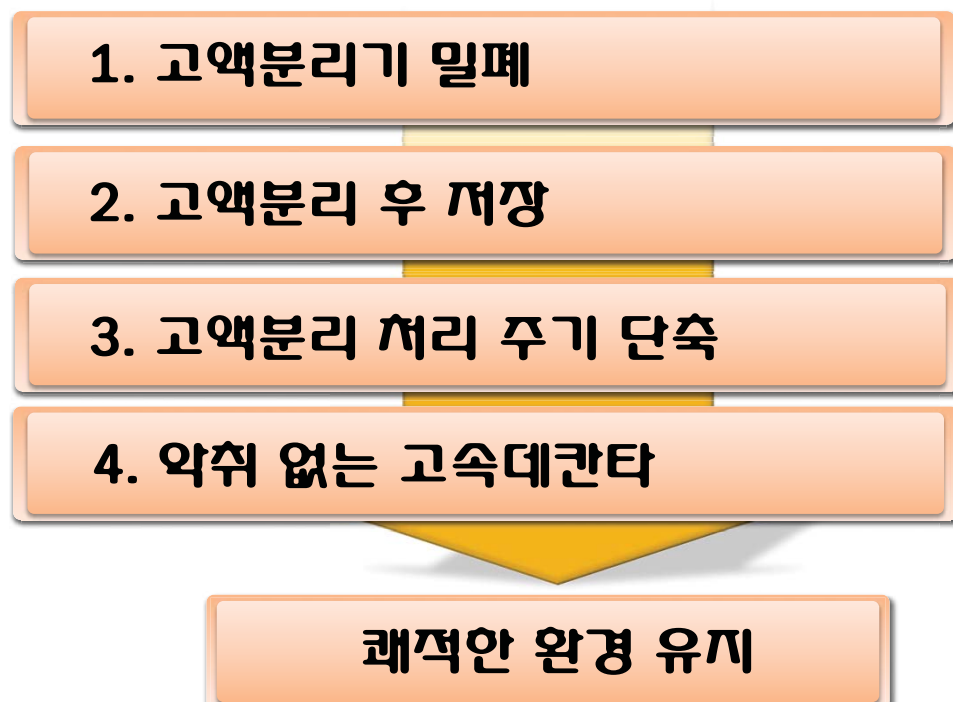 1. 고액분리기 밀폐
2. 고액분리 후 저장
3. 고액분리 처리 주기 단축
4. 악취 없는 고속데칸타
쾌적한 환경 유지